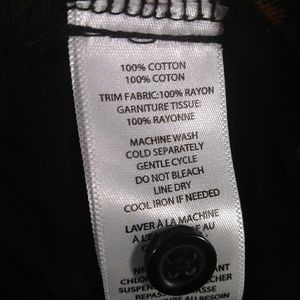 100% COTTON
100% COTON
TRIM FABRIC:100% RAYON
GARNITURE TISSUE:
100% RAYONNE
MACHINE WASH
COLD SEPARATELY
GENTLE CYCLE
DO NOT BLEACH
LINE DRY
COOL IRON IF NEEDED
LAVER À LA MACHINE
À L'E AU